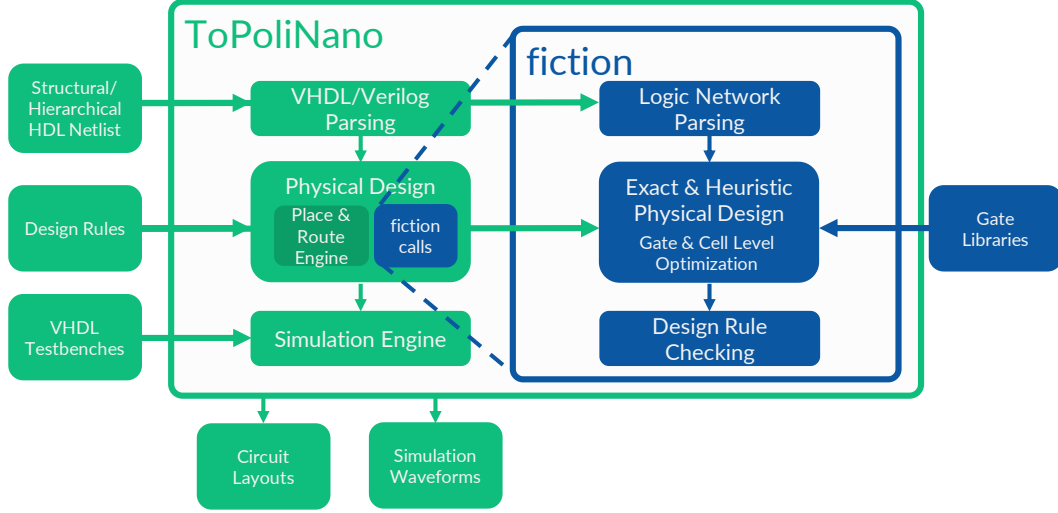 ToPoliNano
fiction
Structural/
Hierarchical
HDL Netlist
VHDL/Verilog
Parsing
Logic Network
Parsing
Design Rules
Physical Design
Place &
Route
Engine
fiction
calls
Exact & Heuristic
Physical Design
Gate & Cell Level
Optimization
Gate
Libraries
VHDL
Testbenches
Simulation Engine
Design Rule
Checking
Circuit
Layouts
Simulation
Waveforms